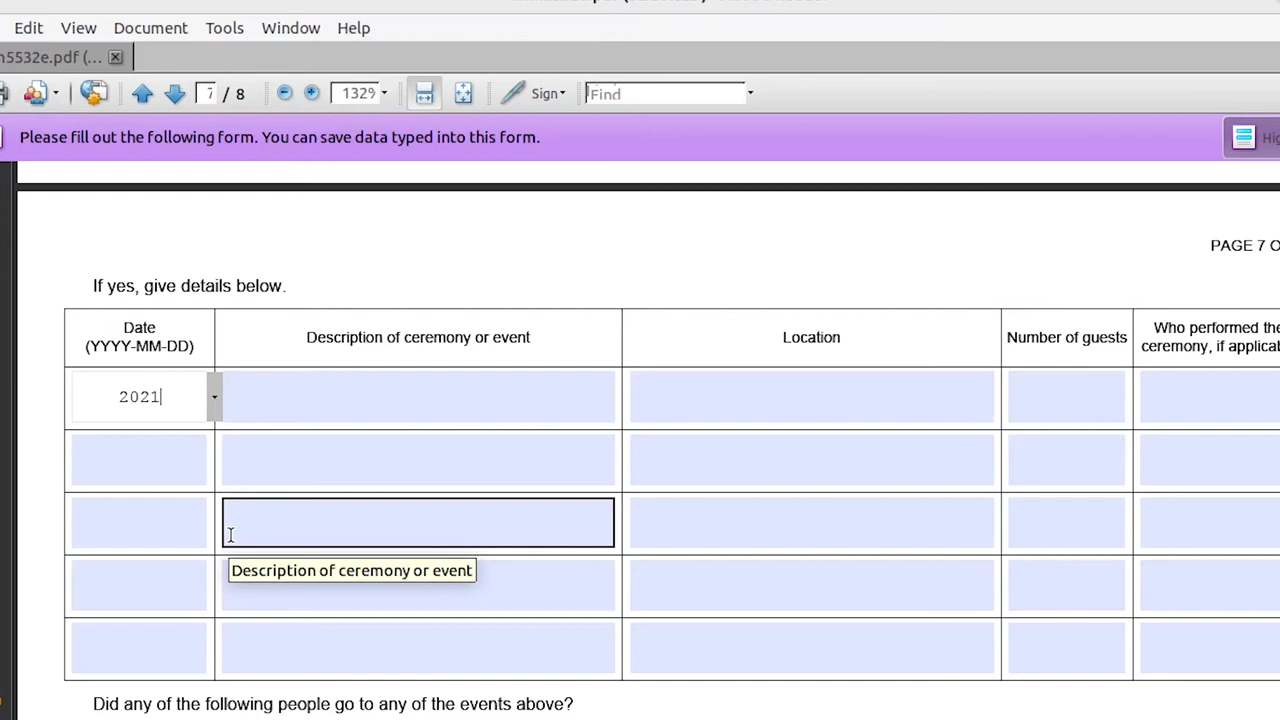 Edit View Document Tools Window Help
n5532e.pdf (...
7 / 8 132% Sign Find
Please fill out the following form. You can save data typed into this form.
PAGE 7 O
If yes, give details below.
Date
(YYYY-MM-DD)
Description of ceremony or event
Location
Number of guests
Who performed the
ceremony, if applicab
2021
Description of ceremony or event
Did any of the following people go to any of the events above?